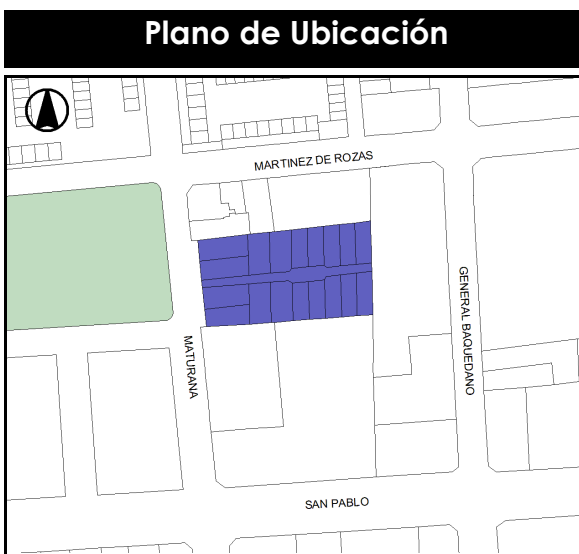 Plano de Ubicación
MARTINEZ DE ROZAS
GENERAL BAQUEDANO
MATURANA
SAN PABLO